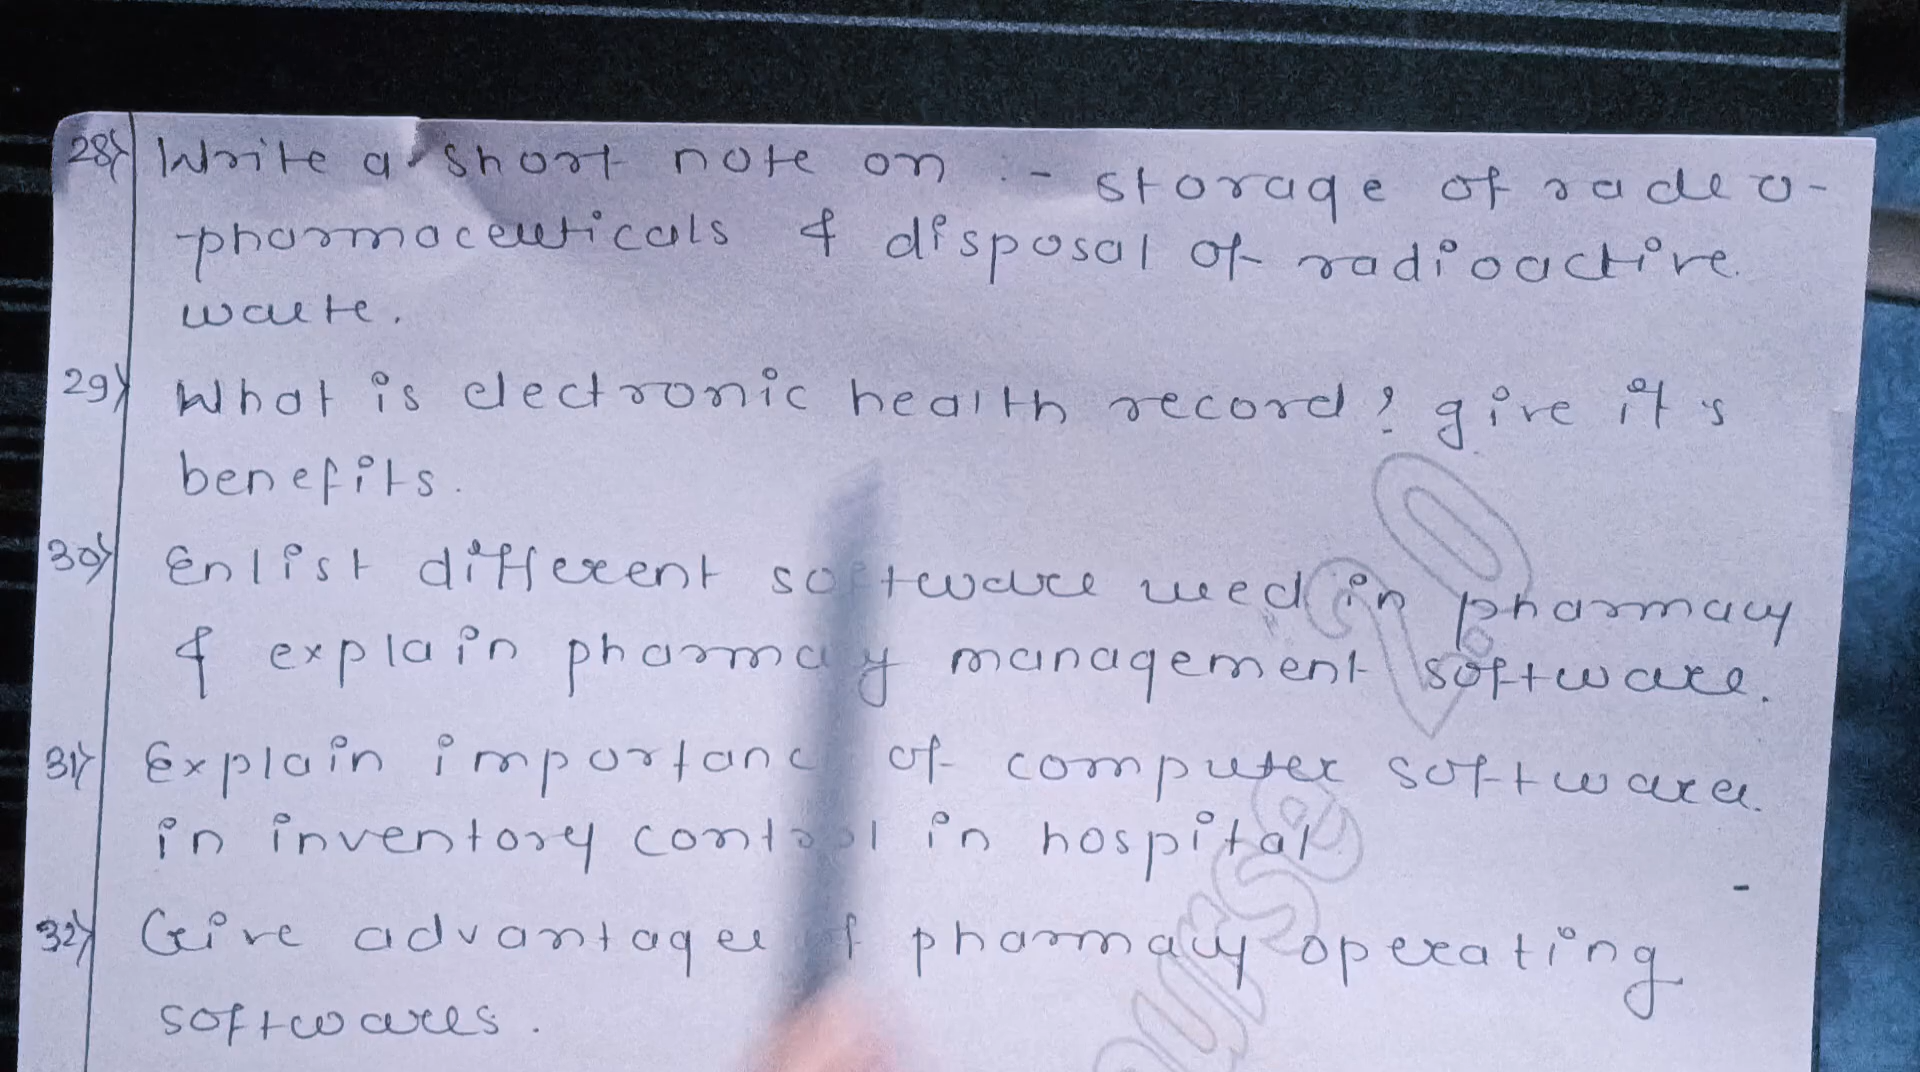 28) Write a short note on :- storage of radio-
pharmaceuticals & disposal of radioactive
waste.
29) What is electronic health record? give it's
benefits.
30) Enlist different software used in pharmacy
& explain pharmacy management software.
31) Explain importanc of computer software
in inventory control in hospital
32) Give advantages of pharmacy operating
softwares.